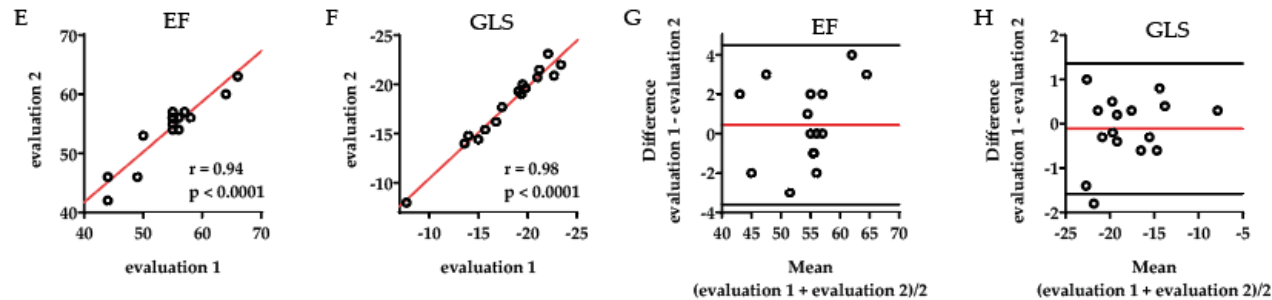 E
EF
70
60
50
40
evaluation 2
r = 0.94
p < 0.0001
40 50 60 70
evaluation 1
F
GLS
-25
-20
-15
-10
evaluation 2
r = 0.98
p < 0.0001
-10 -15 -20 -25
evaluation 1
G
EF
Difference
evaluation 1 - evaluation 2
4
2
0
-2
-4
40 45 50 55 60 65 70
Mean
(evaluation 1 + evaluation 2)/2
H
GLS
Difference
evaluation 1 - evaluation 2
2
1
0
-1
-2
-25 -20 -15 -10 -5
Mean
(evaluation 1 + evaluation 2)/2